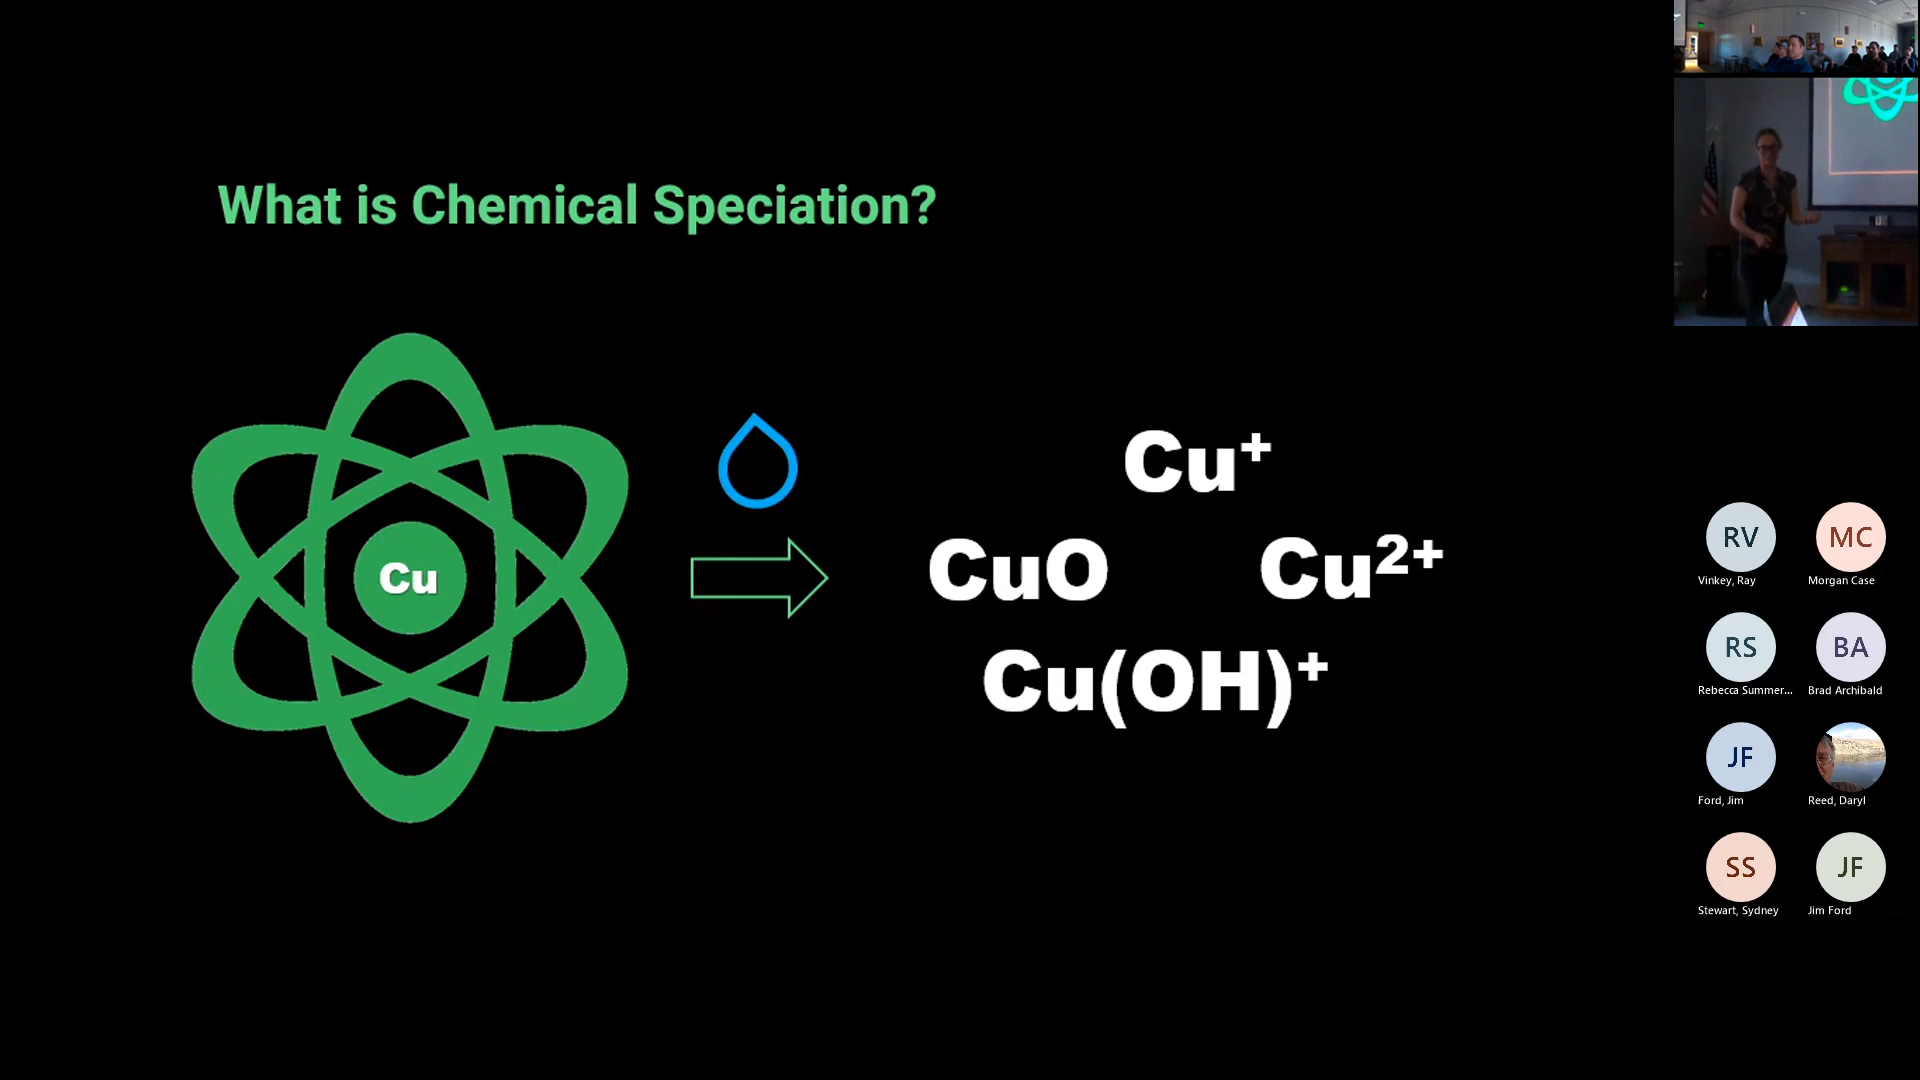 What is Chemical Speciation?
Cu
Cu⁺
CuO
Cu²⁺
Cu(OH)⁺
RV
Vinkey, Ray
MC
Morgan Case
RS
Rebecca Summer...
BA
Brad Archibald
JF
Ford, Jim
Reed, Daryl
SS
Stewart, Sydney
JF
Jim Ford